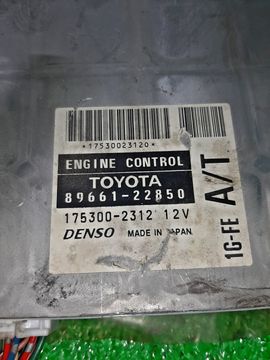 *17530023120*
ENGINE CONTROL
TOYOTA
89661-22850
175300-2312 12V
DENSO MADE IN JAPAN
1G-FE A/T